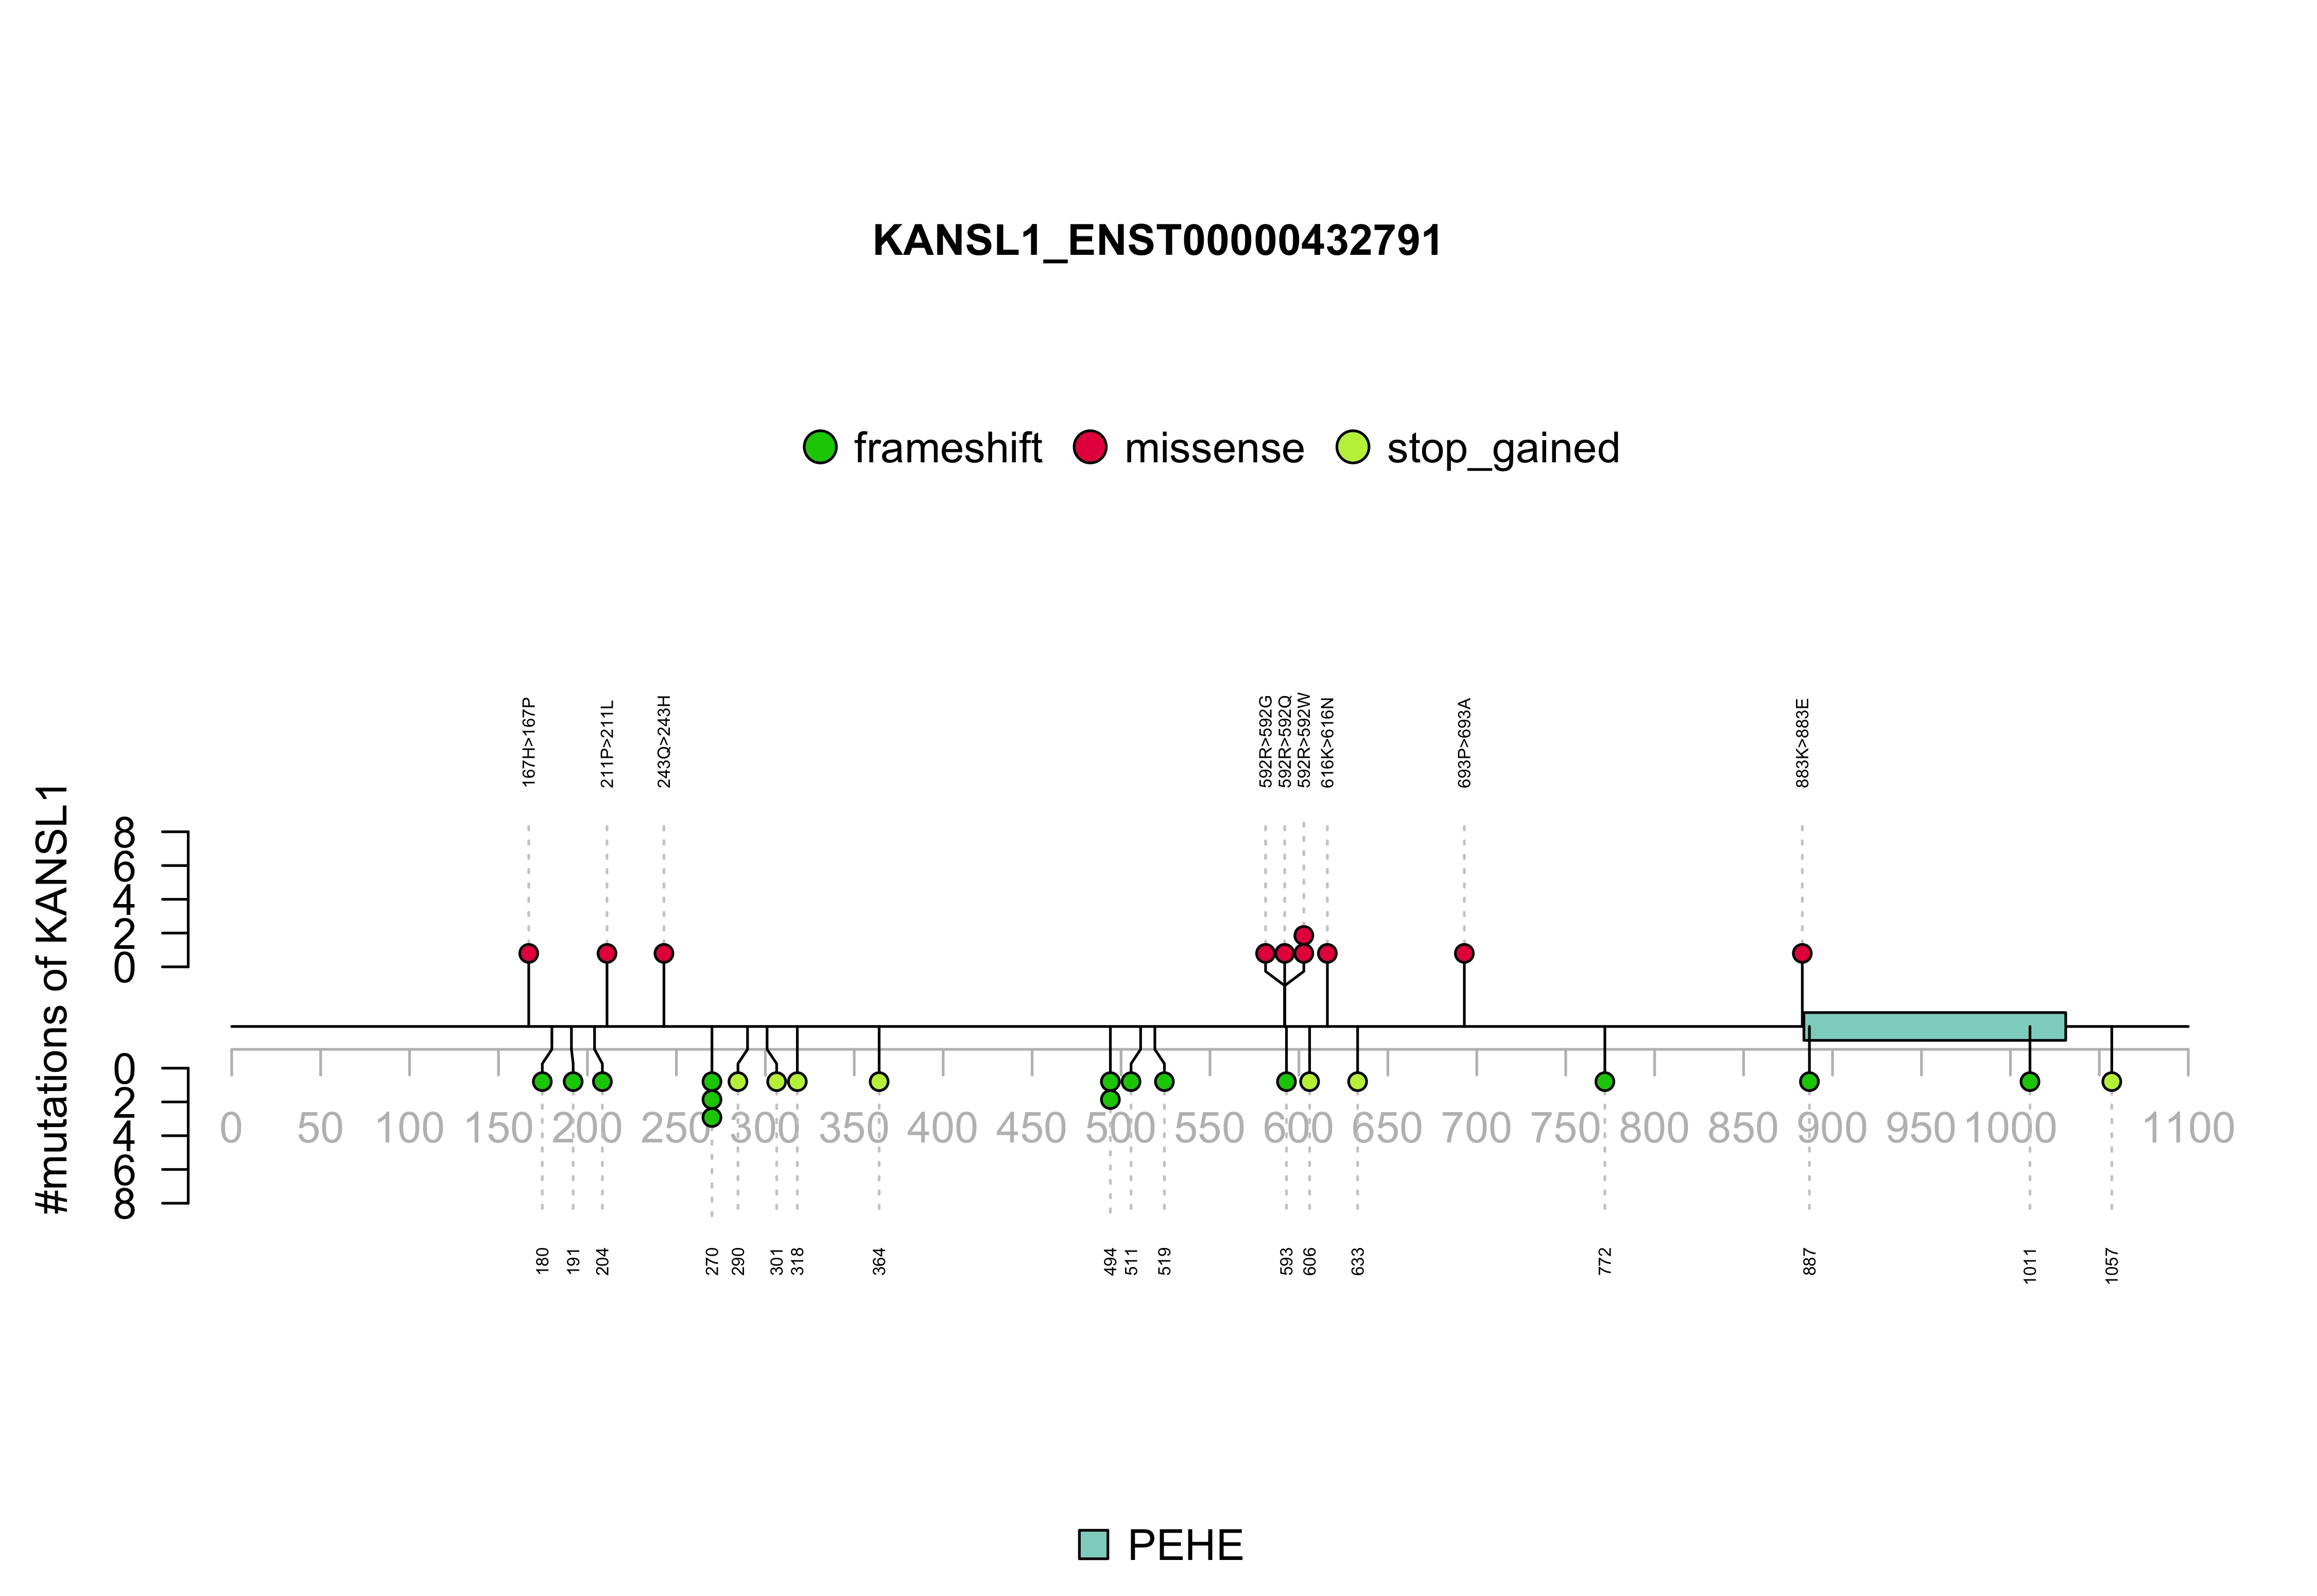 KANSL1_ENST00000432791
frameshift missense stop_gained
167H>167P
211P>211L
243Q>243H
592R>592G
592R>592Q
592R>592W
616K>616N
693P>693A
883K>883E
#mutations of KANSL1
8
6
4
2
0
0
2
4
6
8
0 50 100 150 200 250 300 350 400 450 500 550 600 650 700 750 800 850 900 950 1000 1100
180
191
204
270
290
301
318
364
494
511
519
593
606
633
772
887
1011
1057
PEHE